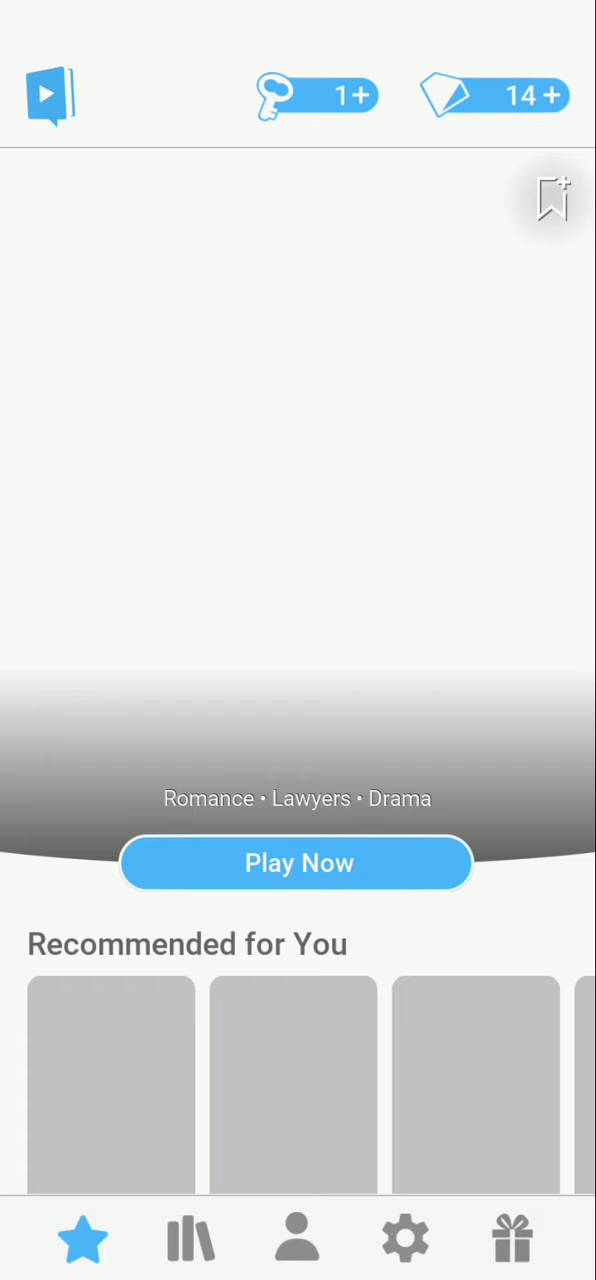 1+
14 +
Romance • Lawyers • Drama
Play Now
Recommended for You